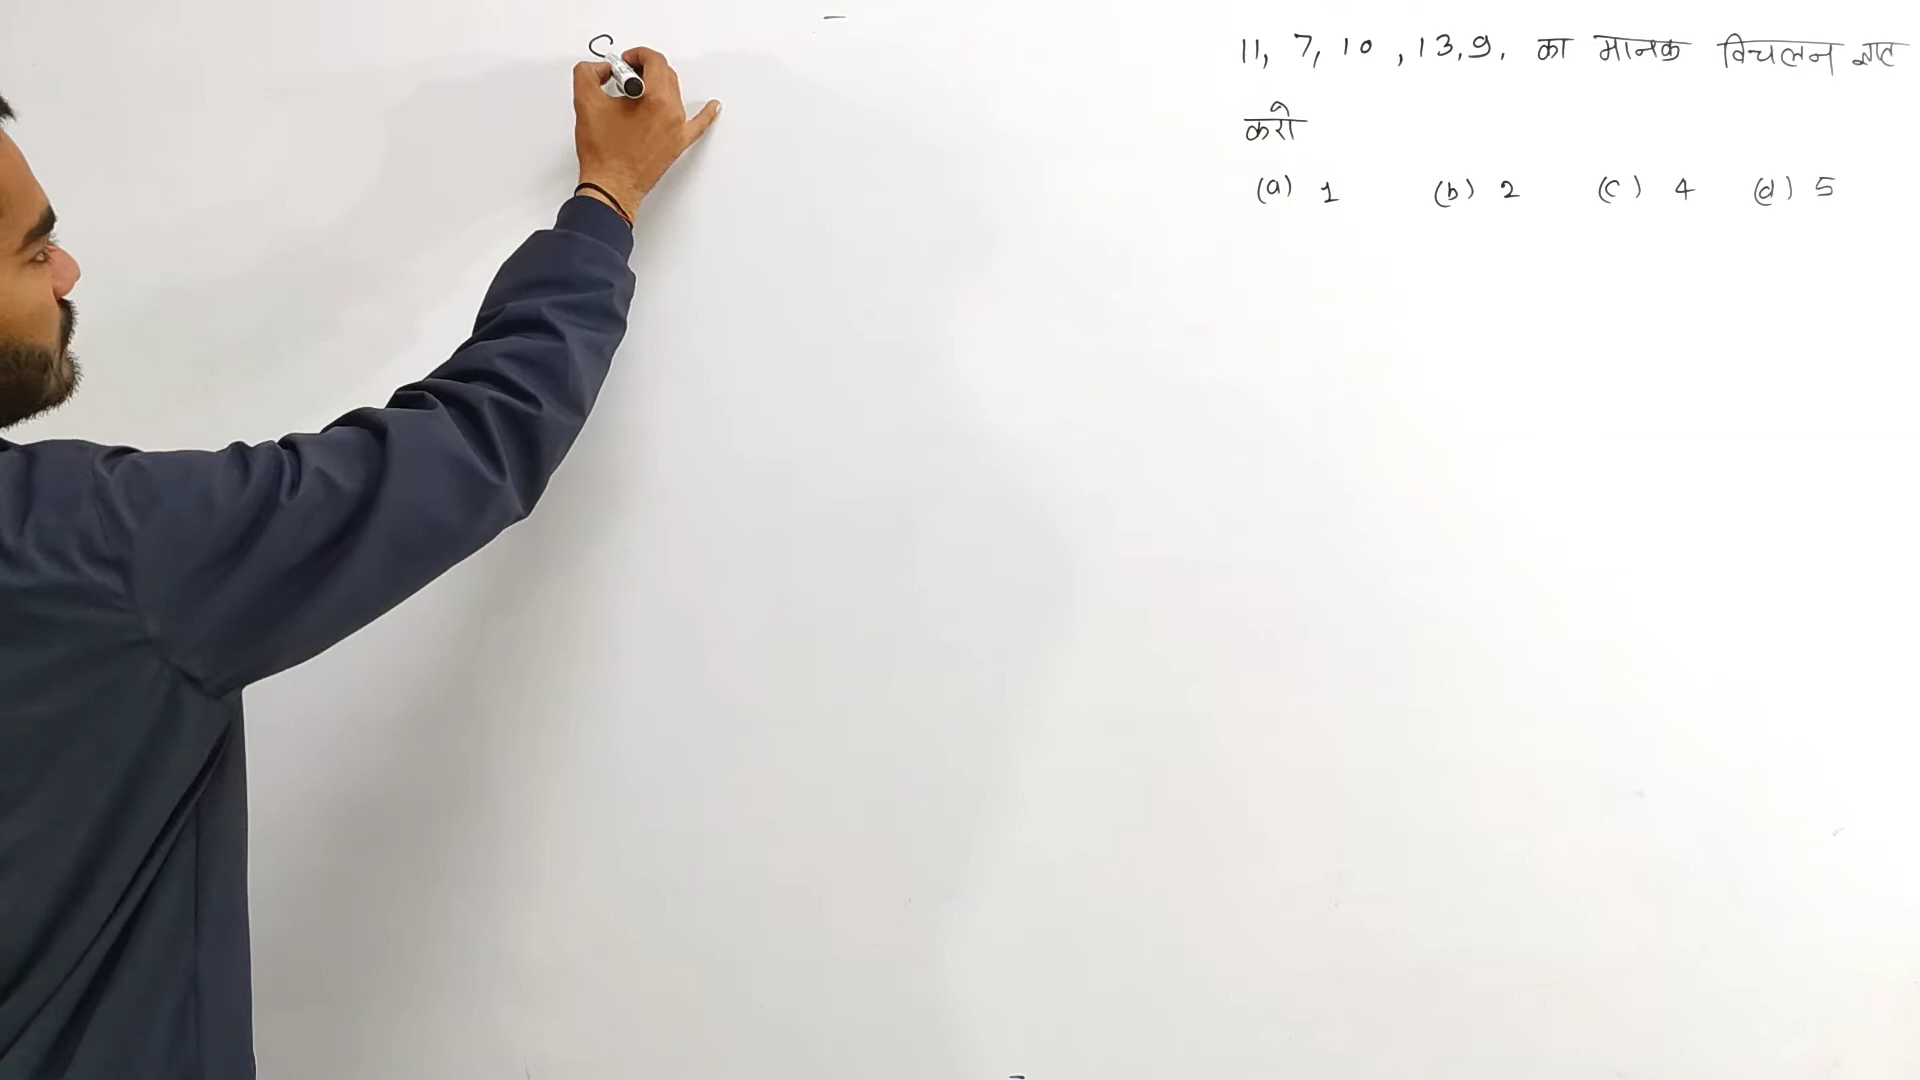 11, 7, 10 , 13, 9, का मानक विचलन ज्ञात
करो
(a) 1 (b) 2 (c) 4 (d) 5